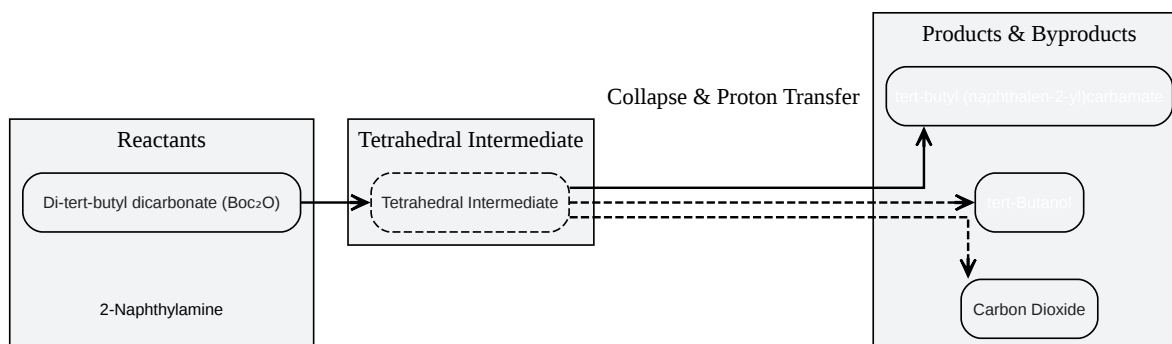 Products & Byproducts
tert-butyl (naphthalen-2-yl)carbamate
Collapse & Proton Transfer
Reactants
Tetrahedral Intermediate
Di-tert-butyl dicarbonate (Boc₂O)
Tetrahedral Intermediate
tert-Butanol
2-Naphthylamine
Carbon Dioxide